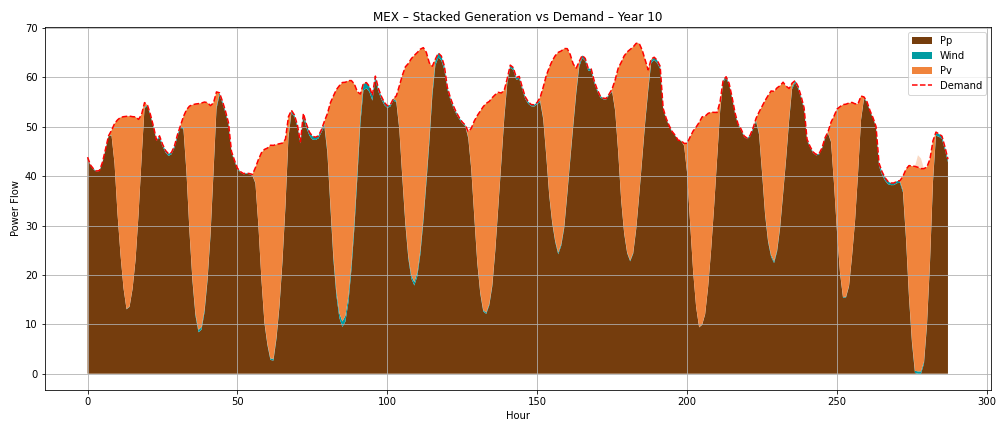 MEX – Stacked Generation vs Demand – Year 10
Pp
Wind
Pv
Demand
Power Flow
70
60
50
40
30
20
10
0
0 50 100 150 200 250 300
Hour